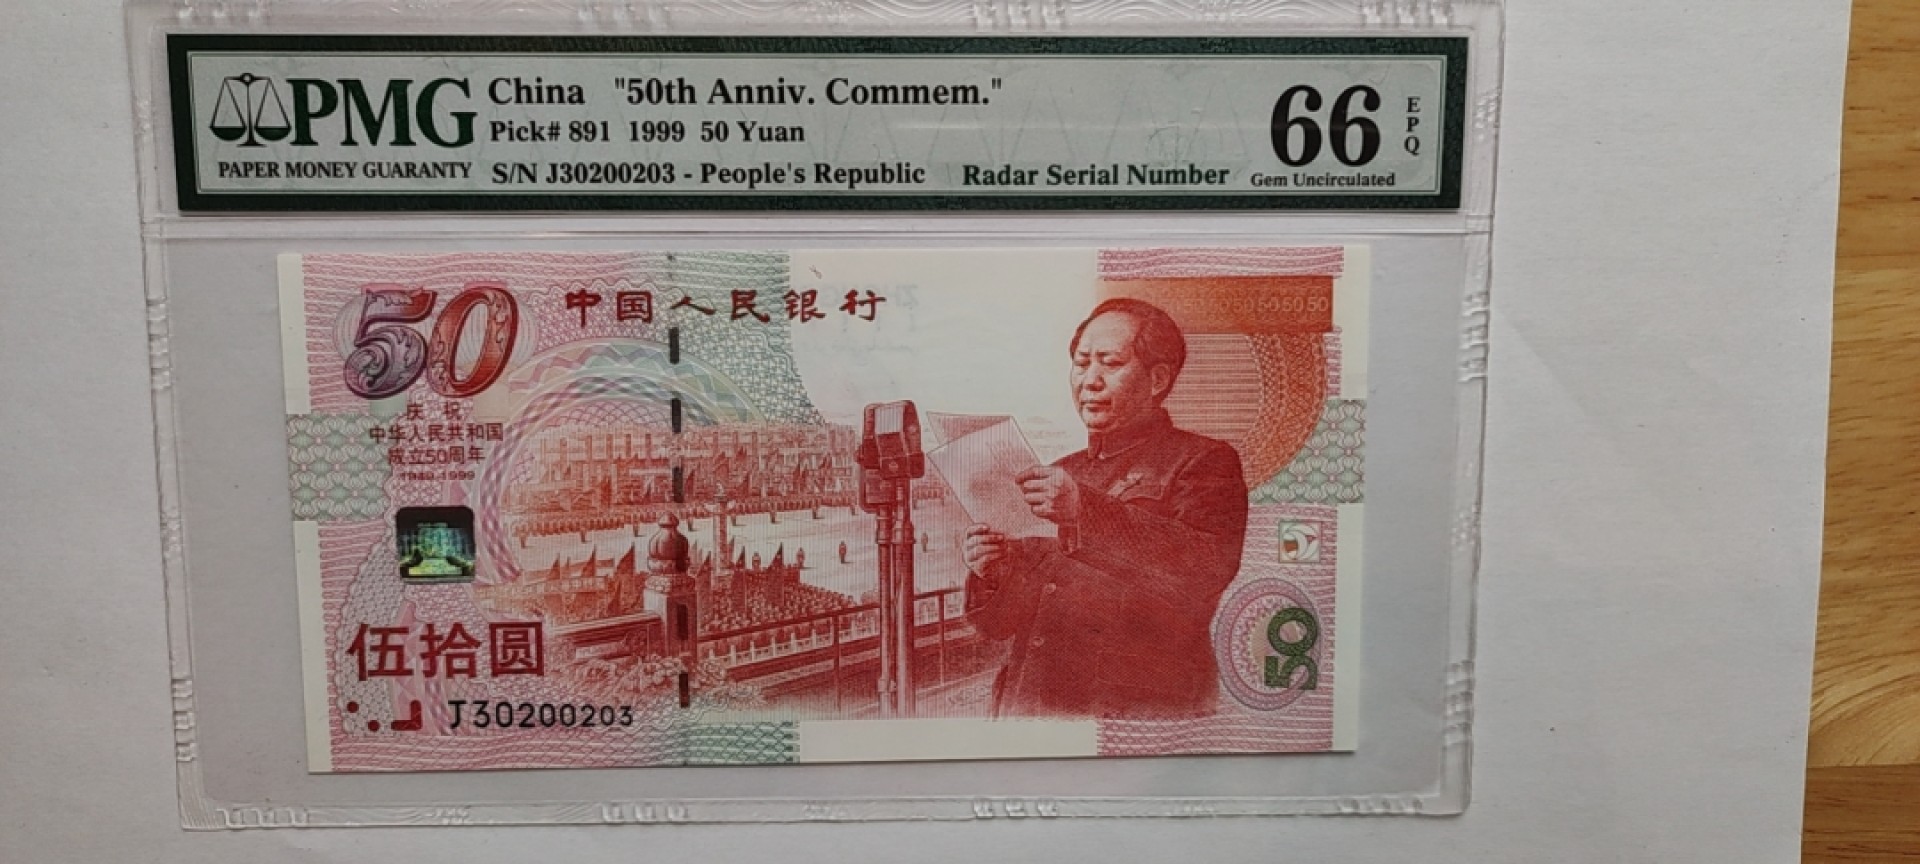 PMG
PAPER MONEY GUARANTY
China "50th Anniv. Commem."
Pick# 891 1999 50 Yuan
S/N J30200203 - People's Republic
Radar Serial Number
66
EPQ
Gem Uncirculated
50
中国人民银行
庆祝
中华人民共和国
成立50周年
1949-1999
伍拾圆
J30200203
50